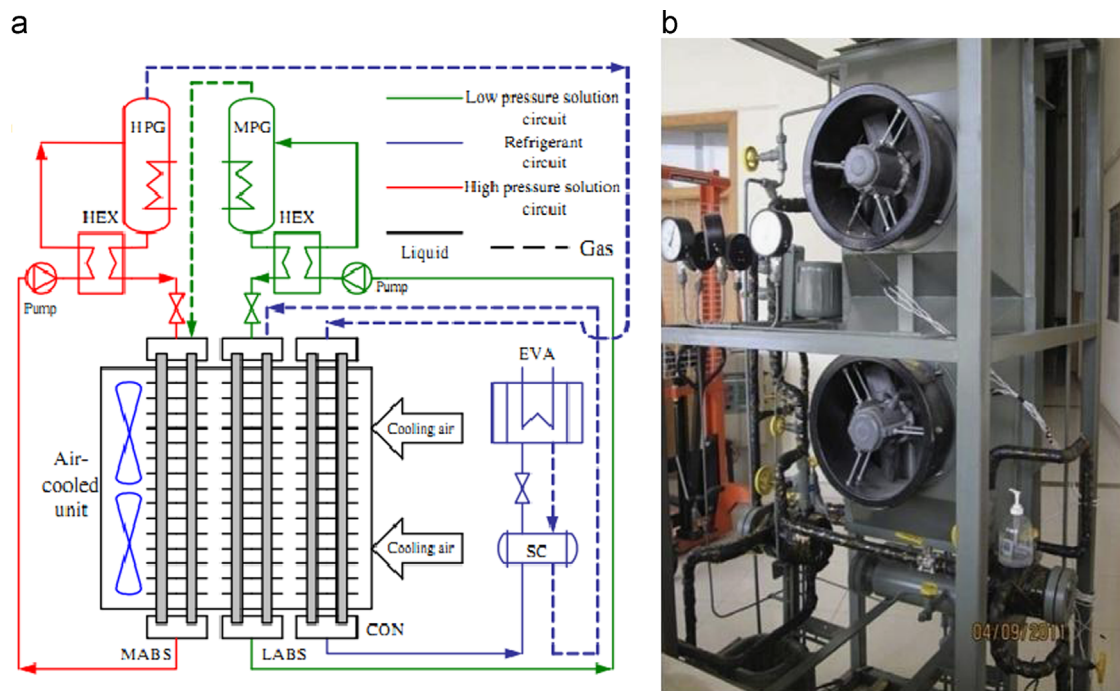 a
b
HPG
MPG
Low pressure solution
circuit
Refrigerant
circuit
High pressure solution
circuit
HEX
HEX
Liquid
Gas
Pump
Pump
EVA
Cooling air
Air-
cooled
unit
Cooling air
SC
CON
MABS
LABS
04/09/2011